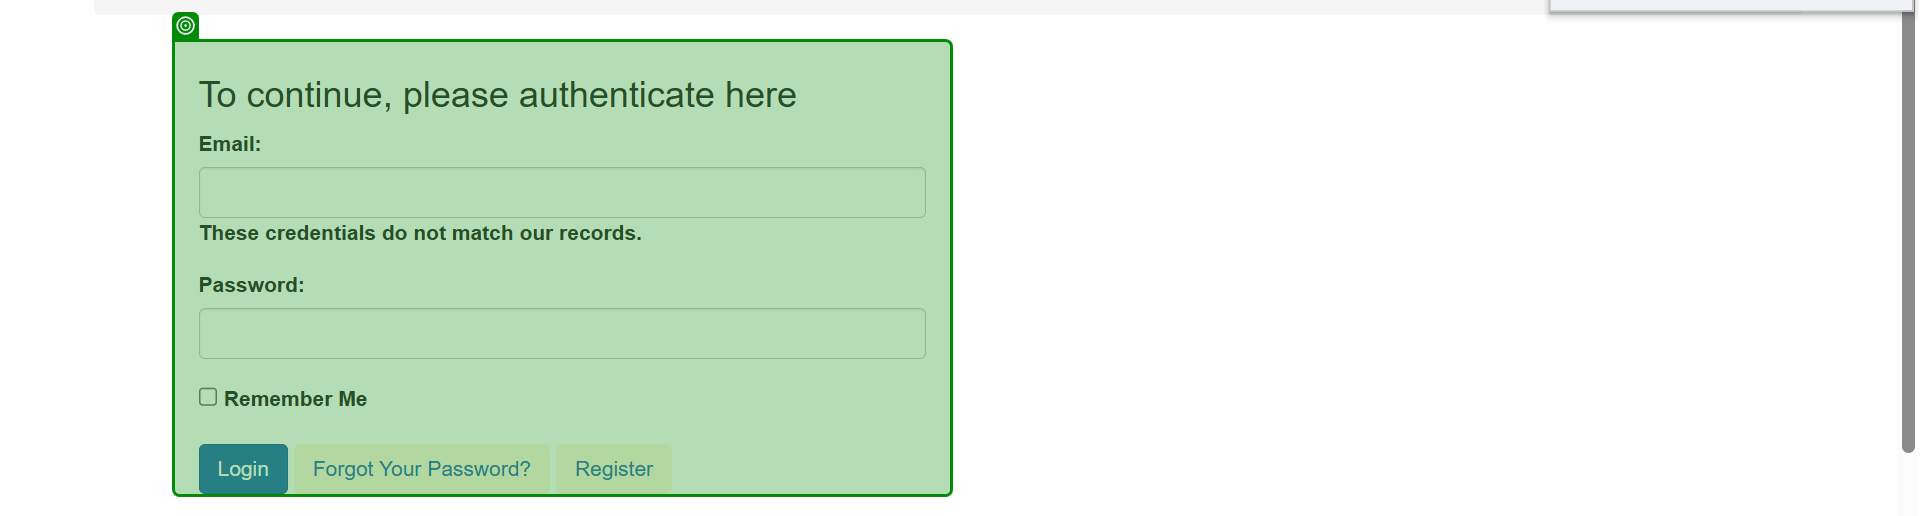 To continue, please authenticate here
Email:
These credentials do not match our records.
Password:
Remember Me
Login Forgot Your Password? Register